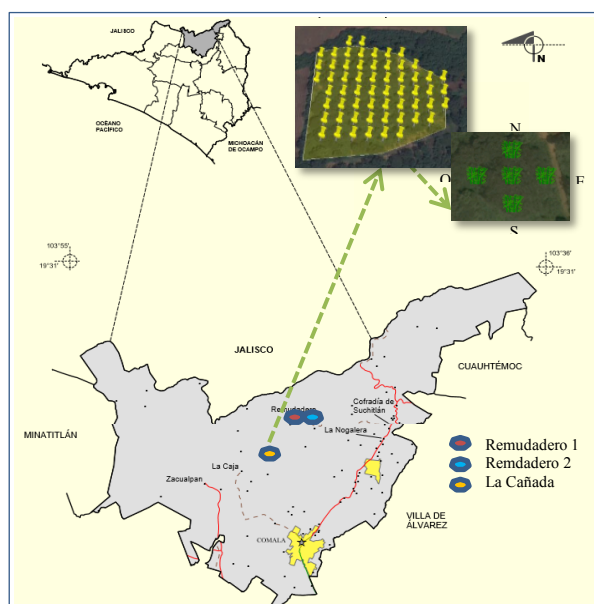 JALISCO
OCÉANO
PACÍFICO
MICHOACÁN
DE OCAMPO
N
N
O
E
S
103°55'
19°31'
103°36'
19°31'
JALISCO
CUAUHTÉMOC
Cofradía de
Suchitlán
Remudadero
La Nogalera
MINATITLÁN
La Caja
Zacualpan
Remudadero 1
Remdadero 2
La Cañada
VILLA DE
ÁLVAREZ
COMALA